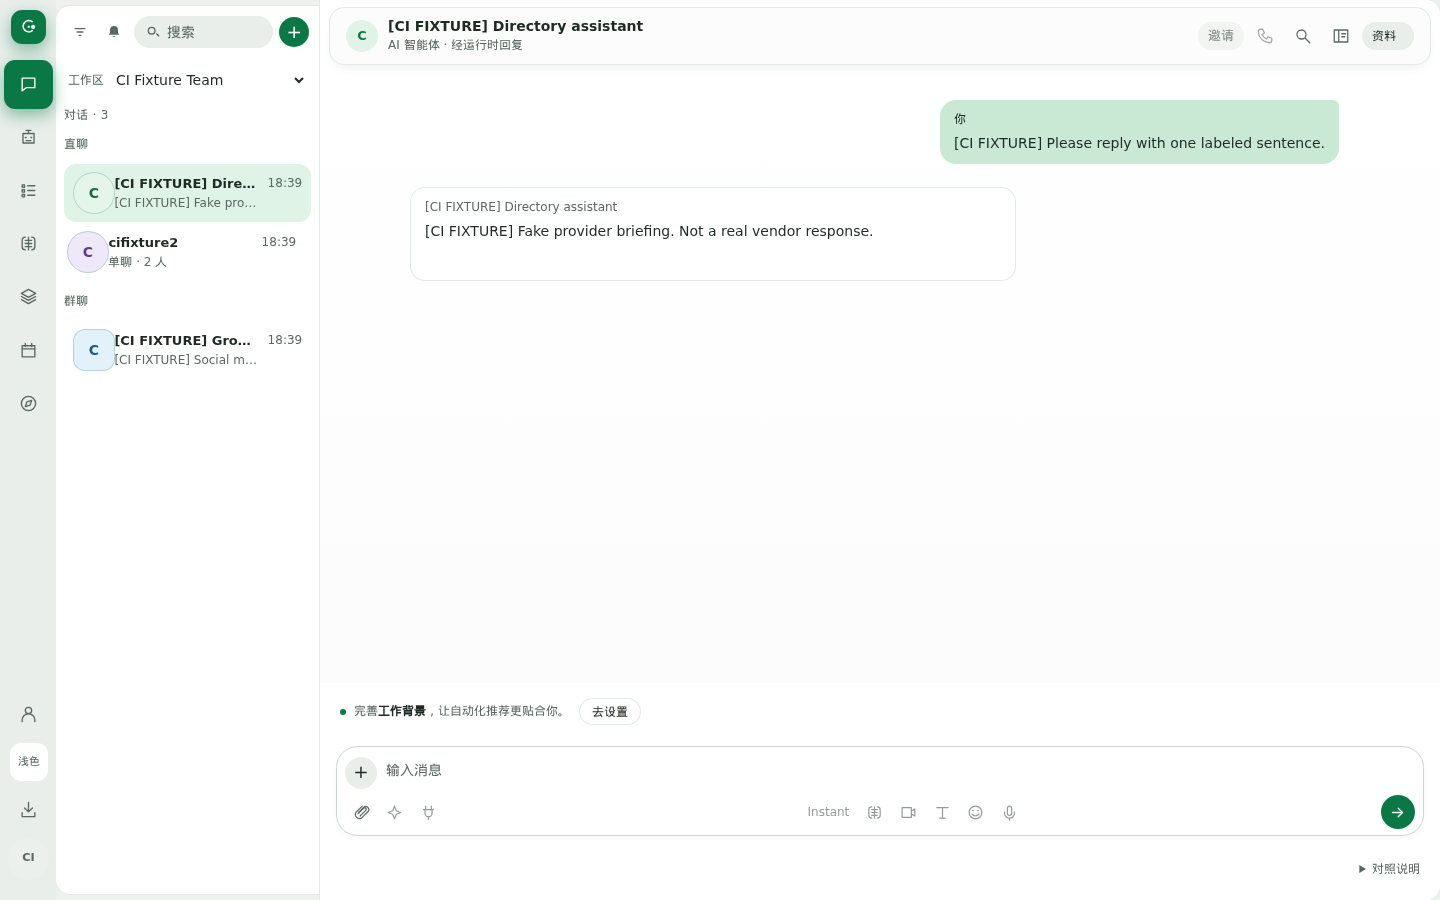 搜索
工作区 CI Fixture Team
对话 · 3
直聊
C
[CI FIXTURE] Dire… 18:39
[CI FIXTURE] Fake pro…
C
cifixture2 18:39
单聊 · 2 人
群聊
C
[CI FIXTURE] Gro… 18:39
[CI FIXTURE] Social m…
浅色
CI
C
[CI FIXTURE] Directory assistant
AI 智能体 · 经运行时回复
邀请
资料
你
[CI FIXTURE] Please reply with one labeled sentence.
[CI FIXTURE] Directory assistant
[CI FIXTURE] Fake provider briefing. Not a real vendor response.
完善工作背景，让自动化推荐更贴合你。 去设置
输入消息
Instant
对照说明